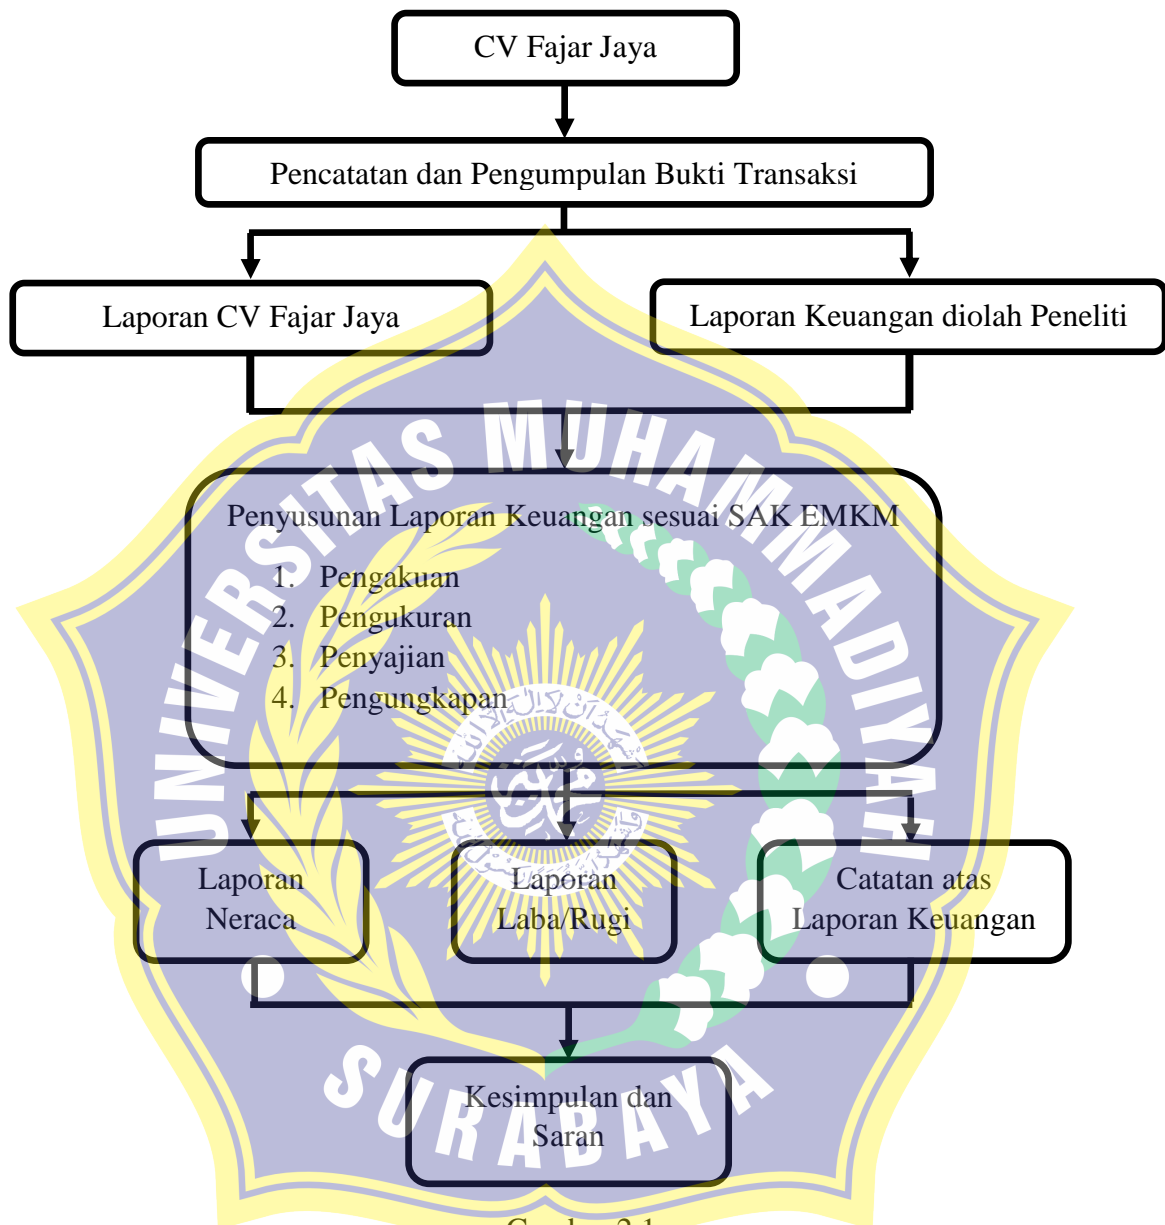 CV Fajar Jaya
Pencatatan dan Pengumpulan Bukti Transaksi
Laporan CV Fajar Jaya
Laporan Keuangan diolah Peneliti
Penyusunan Laporan Keuangan sesuai SAK EMKM
1. Pengakuan
2. Pengukuran
3. Penyajian
4. Pengungkapan
Laporan
Neraca
Laporan
Laba/Rugi
Catatan atas
Laporan Keuangan
Kesimpulan dan
Saran
UNIVERSITAS MUHAMMADIYAH
SURABAYA